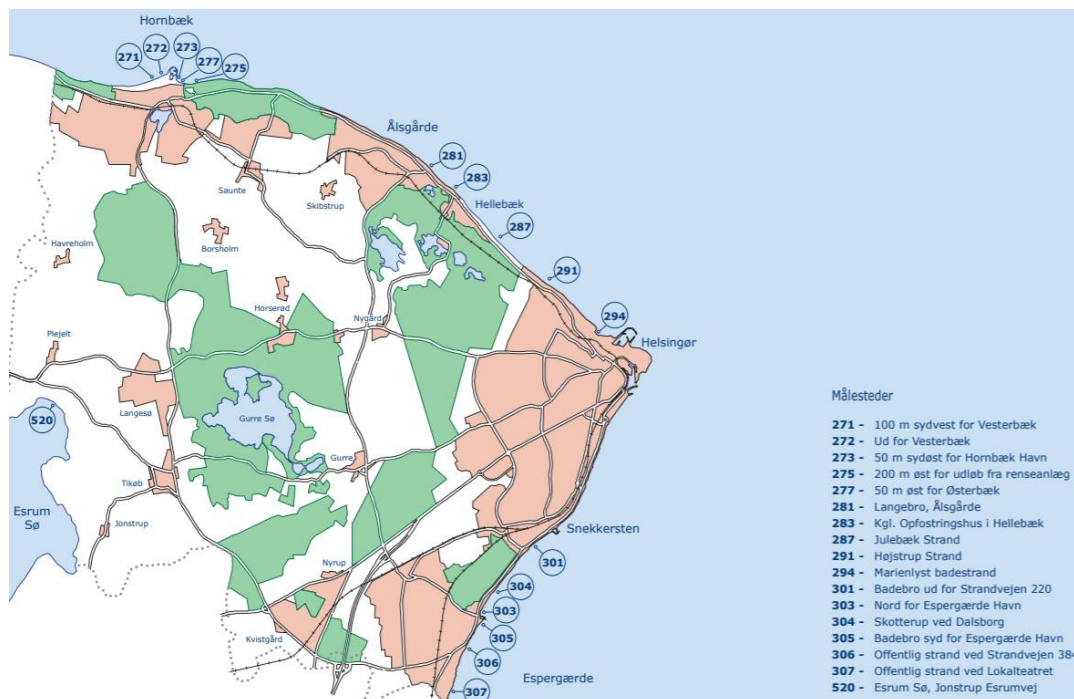 Hornbæk
271
272
273
277
275
Ålsgårde
281
283
Hellebæk
287
291
294
Helsingør
Saunte
Skibstrup
Havreholm
Borsholm
Horserød
Nygård
Plejelt
Langesø
520
Gurre Sø
Gurre
Tikøb
Esrum
Sø
Jonstrup
Snekkersten
301
304
303
305
306
307
Nyrup
Kvistgård
Espergærde
Målesteder
271 - 100 m sydvest for Vesterbæk
272 - Ud for Vesterbæk
273 - 50 m sydøst for Hornbæk Havn
275 - 200 m øst for udløb fra renseanlæg
277 - 50 m øst for Østerbæk
281 - Langebro, Ålsgårde
283 - Kgl. Opfostringshus i Hellebæk
287 - Julebæk Strand
291 - Højstrup Strand
294 - Marienlyst badestrand
301 - Badebro ud for Strandvejen 220
303 - Nord for Espergærde Havn
304 - Skotterup ved Dalsborg
305 - Badebro syd for Espergærde Havn
306 - Offentlig strand ved Strandvejen 384
307 - Offentlig strand ved Lokalteatret
520 - Esrum Sø, Jonstrup Esrumvej